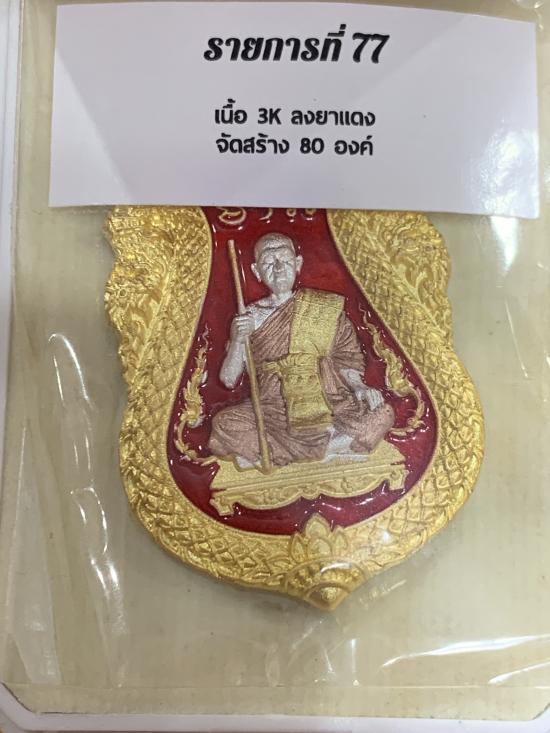 รายการที่ 77
เนื้อ 3K ลงยาแดง
จัดสร้าง 80 องค์